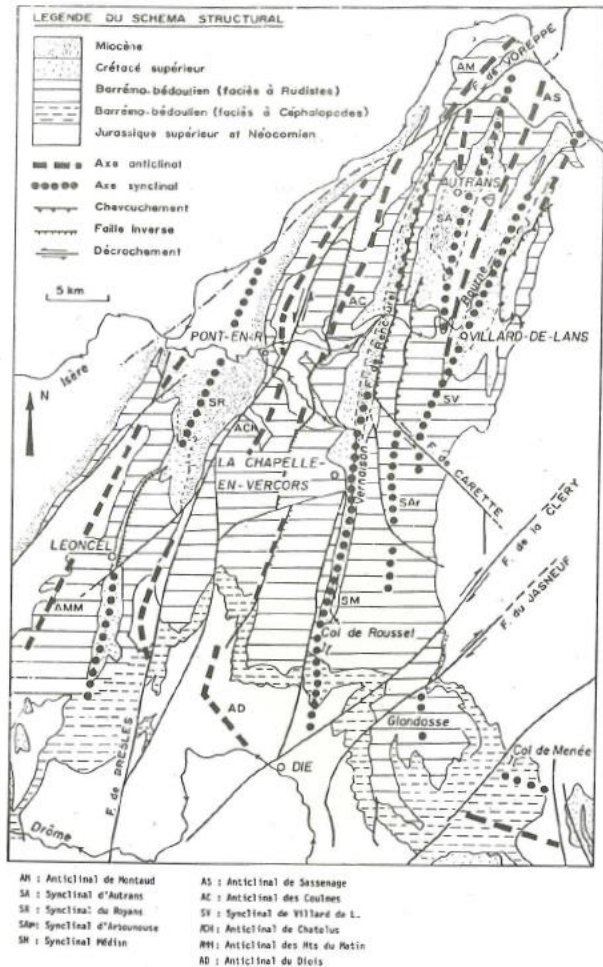 LEGENDE DU SCHEMA STRUCTURAL
Miocène
Crétacé supérieur
Barrémo-bédoulien (faciès à Rudistes)
Barrémo-bédoulien (faciès à Céphalopodes)
Jurassique supérieur et Néocomien
Axe anticlinal
Axe synclinal
Chevauchement
Faille inverse
Décrochement
5 km
N
Isère
AM
F. de VOREPPE
AS
AUTRANS
SA
Bourne
AC
F. de Rencurel
PONT-EN-R
VILLARD-DE-LANS
SR
ACh
SV
LA CHAPELLE-
EN-VERCORS
Vernaison
F. de CARETTE
SAr
F. de la CLERY
LEONCEL
AMM
SM
F. du JASNEUF
Col de Rousset
AD
Glandasse
Col de Menée
F. de BRESLES
DIE
Drôme
AM : Anticlinal de Montaud
SA : Synclinal d'Autrans
SR : Synclinal du Royans
SAr: Synclinal d'Arbounouse
SM : Synclinal Médian
AS : Anticlinal de Sassenage
AC : Anticlinal des Coulmes
SV : Synclinal de Villard de L.
ACH: Anticlinal de Chatelus
AMM: Anticlinal des Mts du Matin
AD : Anticlinal du Diois